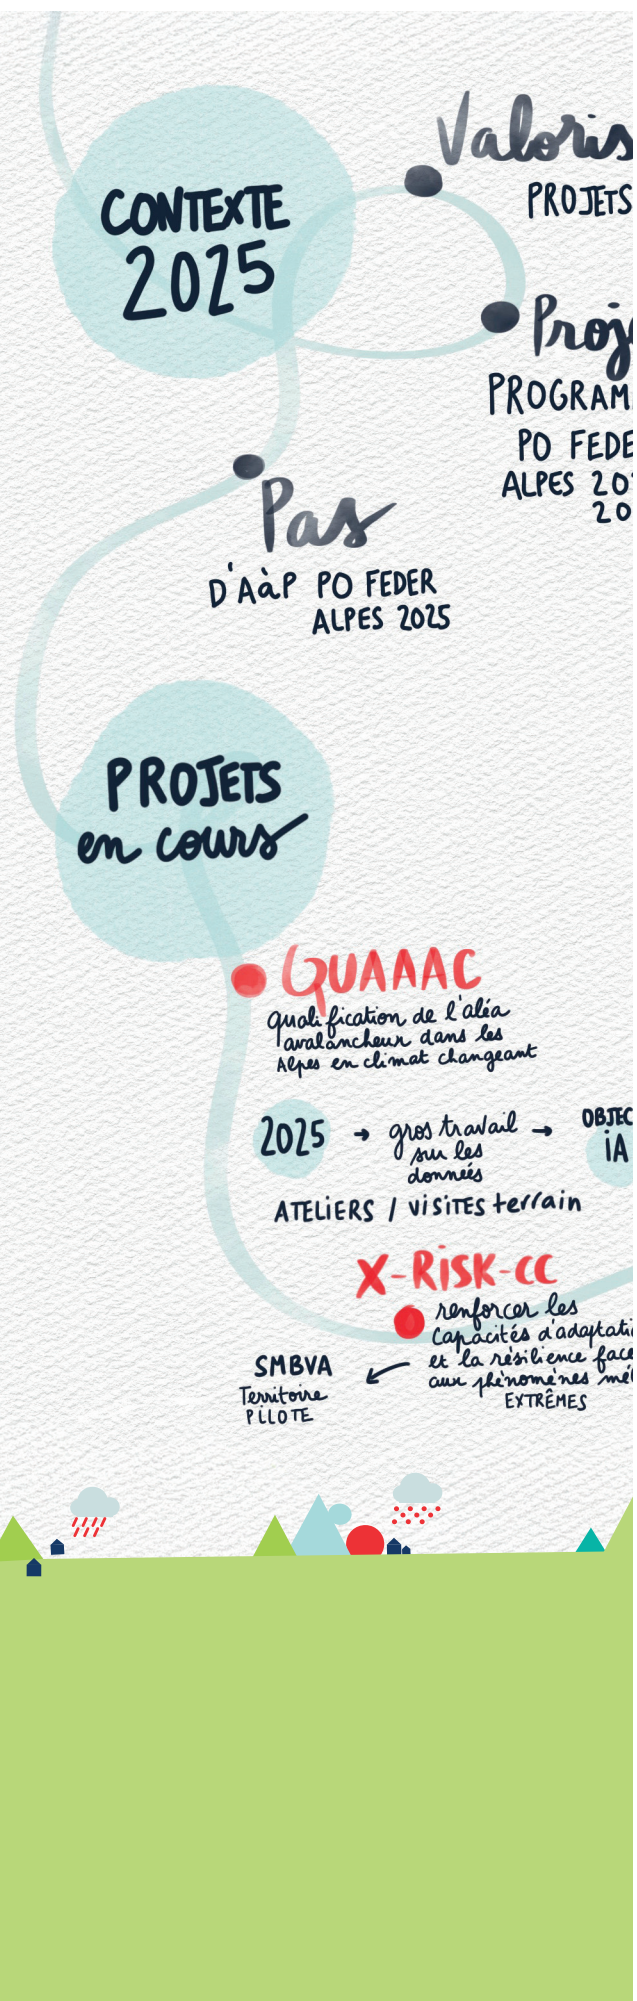 CONTEXTE
2025
Valoris
PROJETS
Proj
PROGRAM
PO FEDE
ALPES 20
20
Pas
D'AàP PO FEDER
ALPES 2025
PROJETS
en cours
QUAAAC
qualification de l'aléa
avalancheux dans les
Alpes en climat changeant
2025 → gros travail →
sur les
données
OBJEC
iA
ATELIERS / visites terrain
X-RiSK-CC
renforcer les
Capacités d'adaptati
et la résilience face
aux phénomènes mé
EXTRÊMES
SMBVA
Territoire
PILOTE